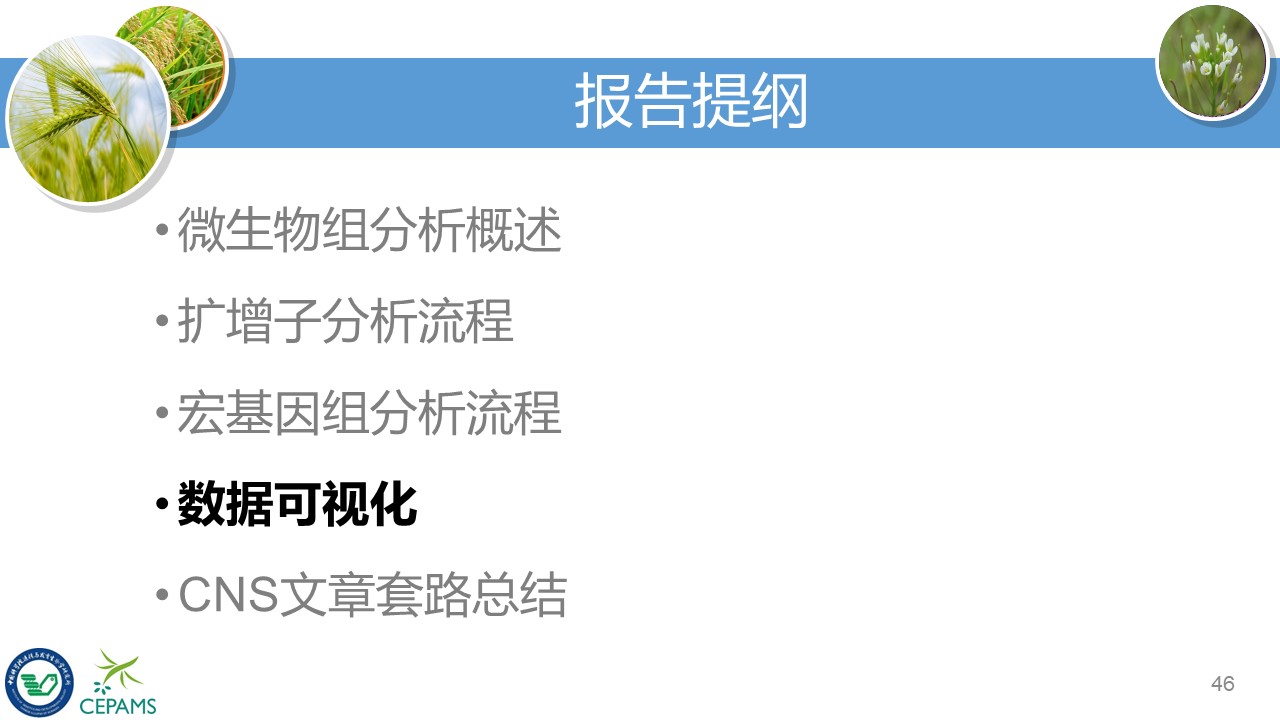 报告提纲
•微生物组分析概述
•扩增子分析流程
•宏基因组分析流程
•数据可视化
•CNS文章套路总结
CEPAMS
46